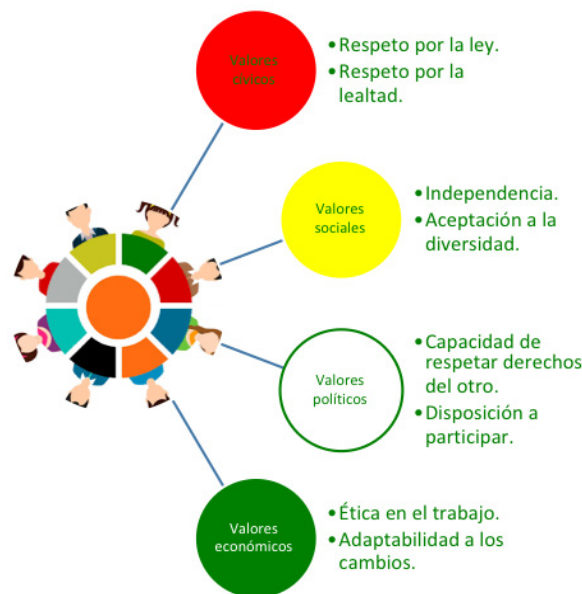 Valores
cívicos
• Respeto por la ley.
• Respeto por la
lealtad.
Valores
sociales
• Independencia.
• Aceptación a la
diversidad.
Valores
políticos
• Capacidad de
respetar derechos
del otro.
• Disposición a
participar.
Valores
económicos
• Ética en el trabajo.
• Adaptabilidad a los
cambios.